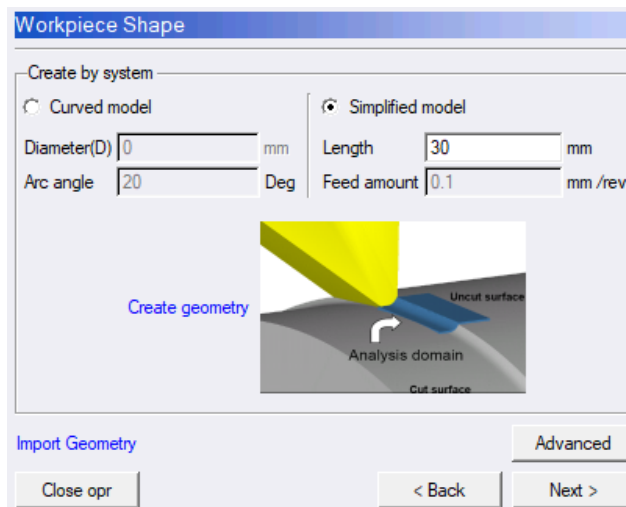 Workpiece Shape
Create by system
Curved model Simplified model
Diameter(D) 0 mm Length 30 mm
Arc angle 20 Deg Feed amount 0.1 mm /rev
Uncut surface
Create geometry
Analysis domain
Cut surface
Import Geometry Advanced
Close opr < Back Next >